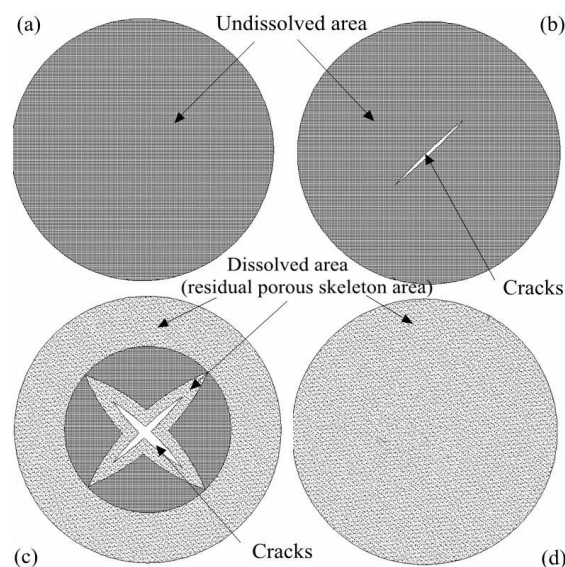 (a)
Undissolved area
(b)
Dissolved area
(residual porous skeleton area)
Cracks
(c)
Cracks
(d)